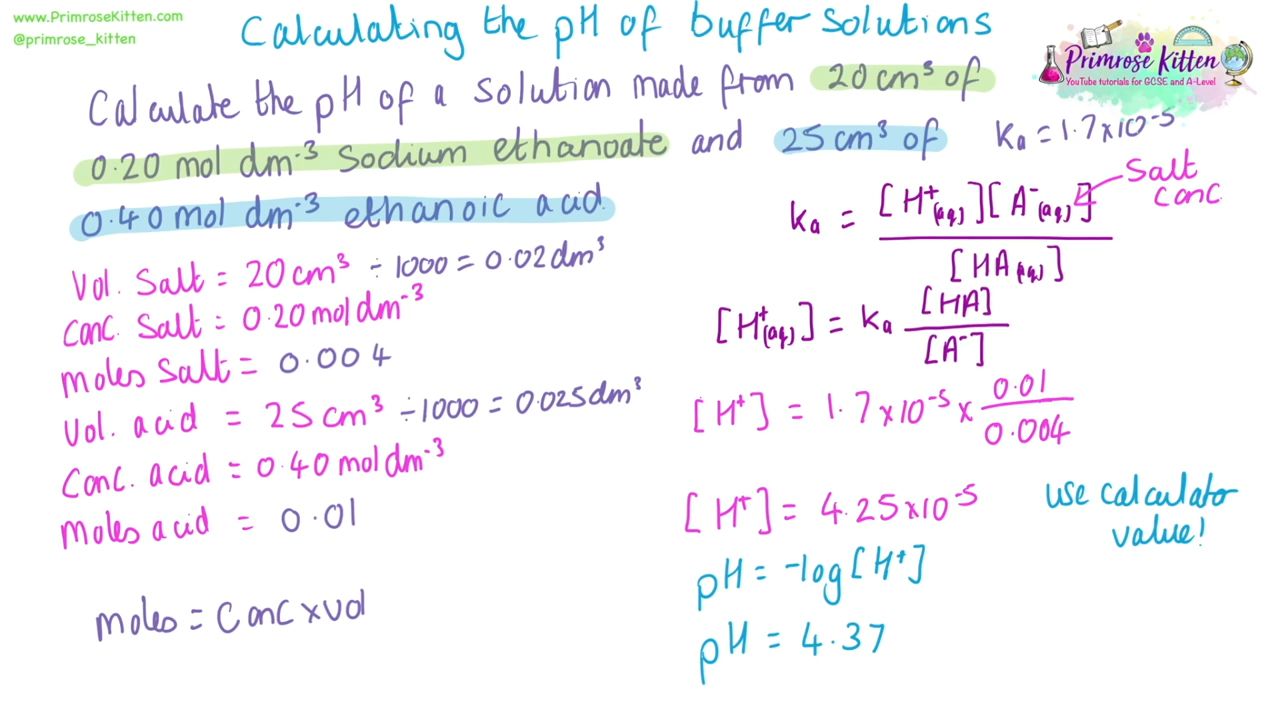 www.PrimroseKitten.com
@primrose_kitten
Calculating the pH of buffer solutions
Primrose Kitten
YouTube tutorials for GCSE and A-Level
Calculate the pH of a solution made from 20 cm³ of
0.20 mol dm⁻³ sodium ethanoate and 25 cm³ of
0.40 mol dm⁻³ ethanoic acid.
Ka = 1.7×10⁻⁵
Vol. Salt = 20 cm³ ÷ 1000 = 0.02 dm³
Conc. Salt = 0.20 mol dm⁻³
Moles Salt = 0.004
Vol. acid = 25 cm³ ÷ 1000 = 0.025 dm³
Conc. acid = 0.40 mol dm⁻³
Moles acid = 0.01
Moles = Conc × Vol
Salt
Conc.
Ka = [H⁺(aq)][A⁻(aq)]
[HA(aq)]
[H⁺(aq)] = Ka [HA]
[A⁻]
[H⁺] = 1.7×10⁻⁵ × 0.01
0.004
[H⁺] = 4.25×10⁻⁵
use calculator
value!
pH = -log[H⁺]
pH = 4.37